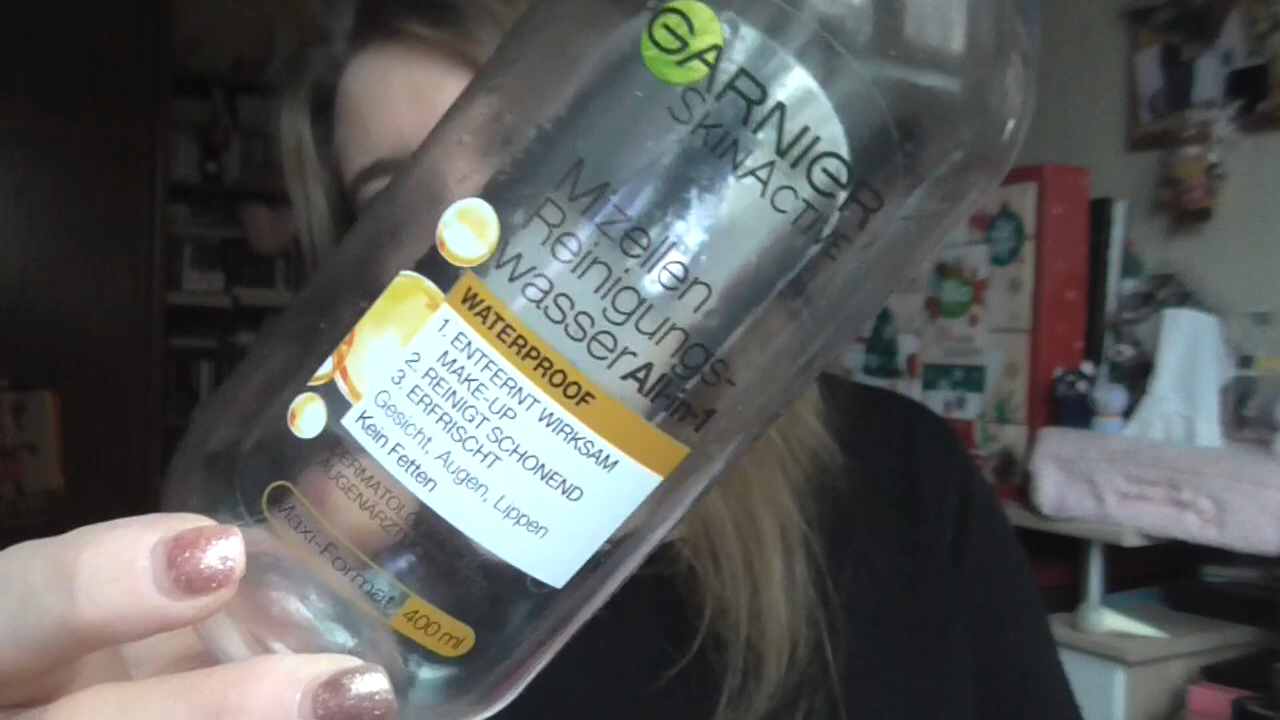 GARNIER
SKINACTIVE
Mizellen
Reinigungs-
wasser All-in-1
WATERPROOF
1. ENTFERNT WIRKSAM
MAKE-UP
2. REINIGT SCHONEND
3. ERFRISCHT
Gesicht, Augen, Lippen
Kein Fetten
Maxi-Format 400 ml